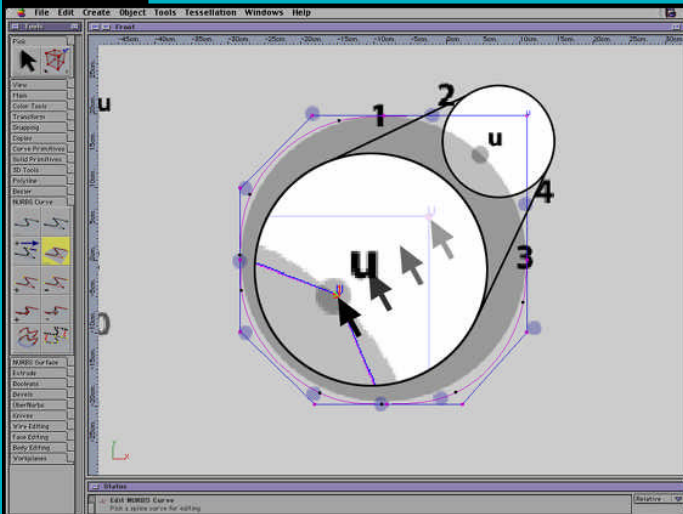 File Edit Create Object Tools Tessellation Windows Help
Tools
Front
Pick
View
Main
Color Tools
Transform
Snapping
Display
Curve Primitives
Solid Primitives
3D Tools
Polyline
Bezier
NURBS Curve
NURBS Surface
Extrude
Booleans
Bevels
UberNurbs
Knives
Wire Editing
Face Editing
Body Editing
Workplanes
u
1
2
u
4
3
u
u
u
y
x
Status
Edit NURBS Curve
Pick a spline curve for editing
Relative